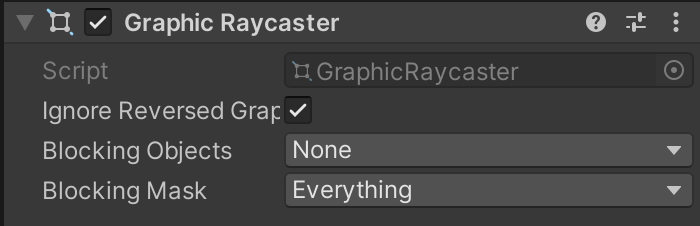 Graphic Raycaster
Script GraphicRaycaster
Ignore Reversed Grap
Blocking Objects None
Blocking Mask Everything